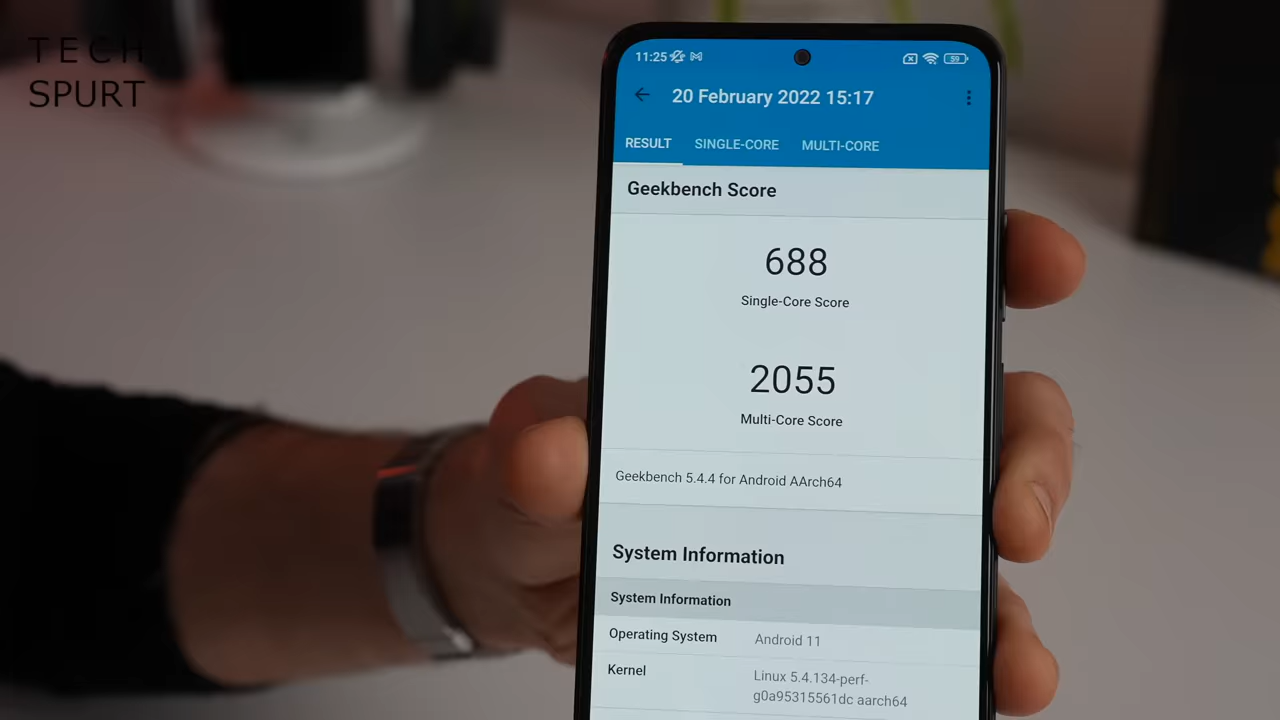 TECH
SPURT
11:25 59
20 February 2022 15:17
RESULT SINGLE-CORE MULTI-CORE
Geekbench Score
688
Single-Core Score
2055
Multi-Core Score
Geekbench 5.4.4 for Android AArch64
System Information
System Information
Operating System Android 11
Kernel Linux 5.4.134-perf-
g0a95315561dc aarch64